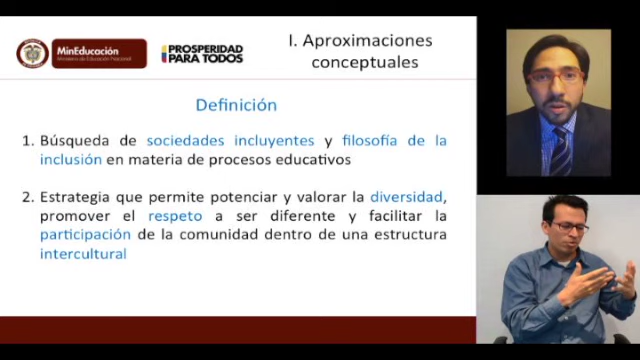 MinEducación
Ministerio de Educación Nacional
PROSPERIDAD
PARA TODOS
I. Aproximaciones
conceptuales
Definición
1. Búsqueda de sociedades incluyentes y filosofía de la
inclusión en materia de procesos educativos
2. Estrategia que permite potenciar y valorar la diversidad,
promover el respeto a ser diferente y facilitar la
participación de la comunidad dentro de una estructura
intercultural